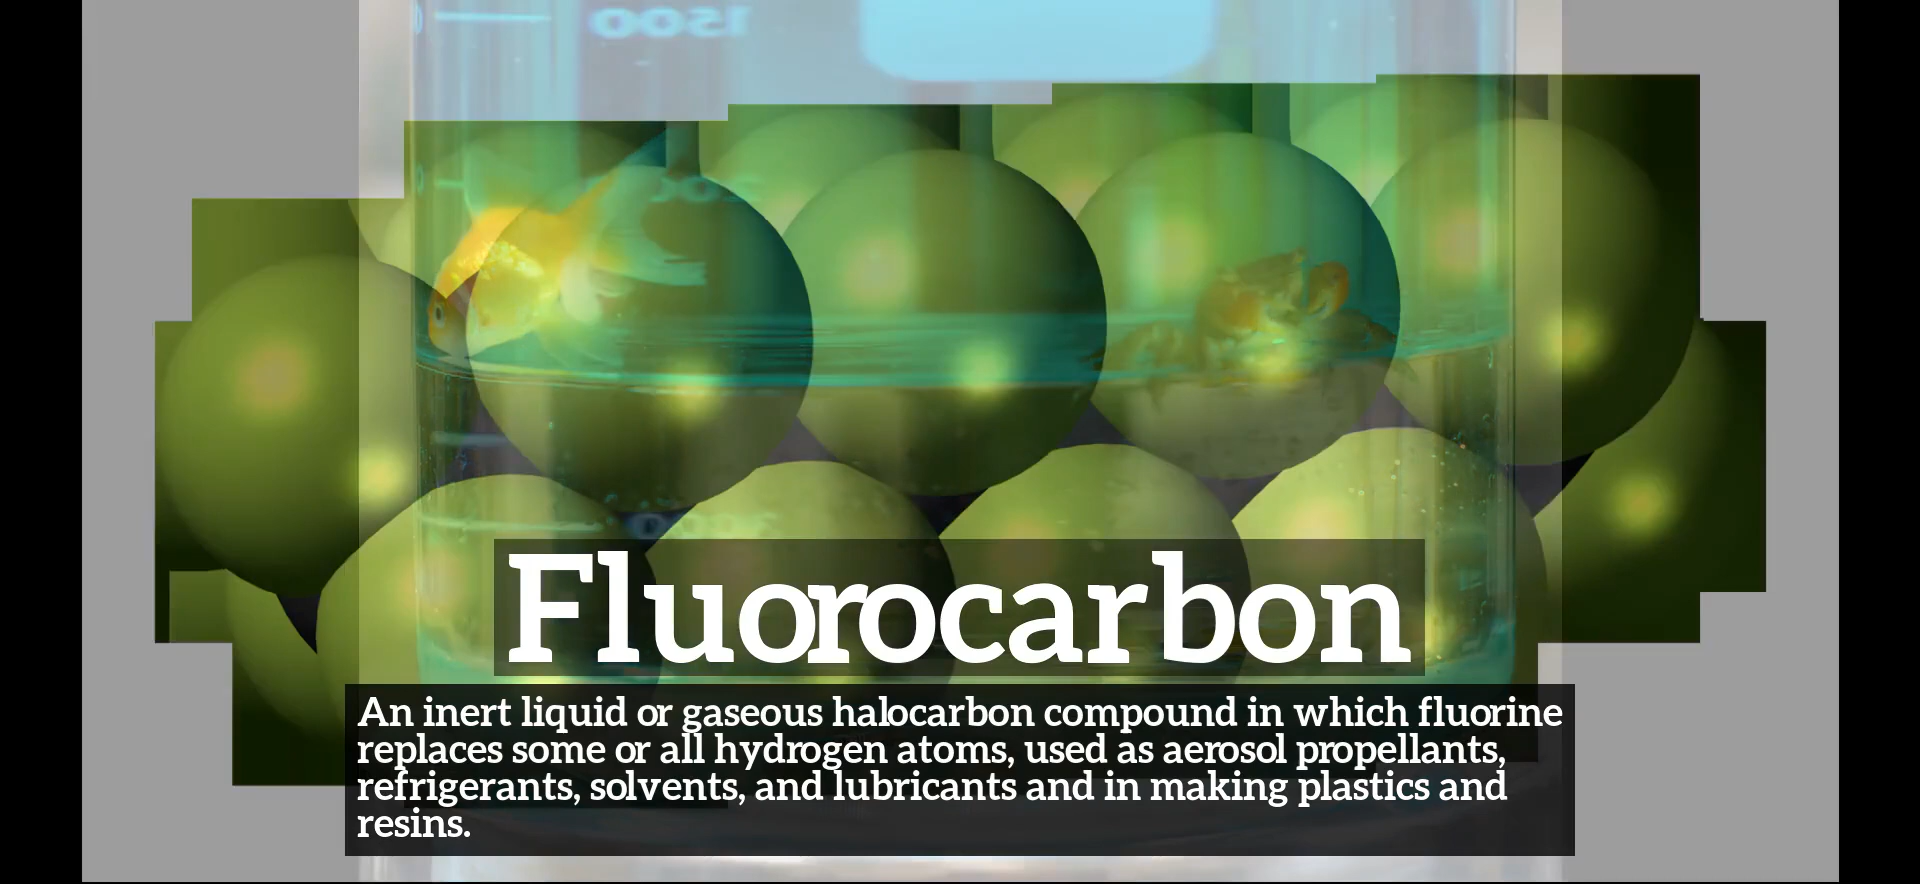 1500
Fluorocarbon
An inert liquid or gaseous halocarbon compound in which fluorine
replaces some or all hydrogen atoms, used as aerosol propellants,
refrigerants, solvents, and lubricants and in making plastics and
resins.